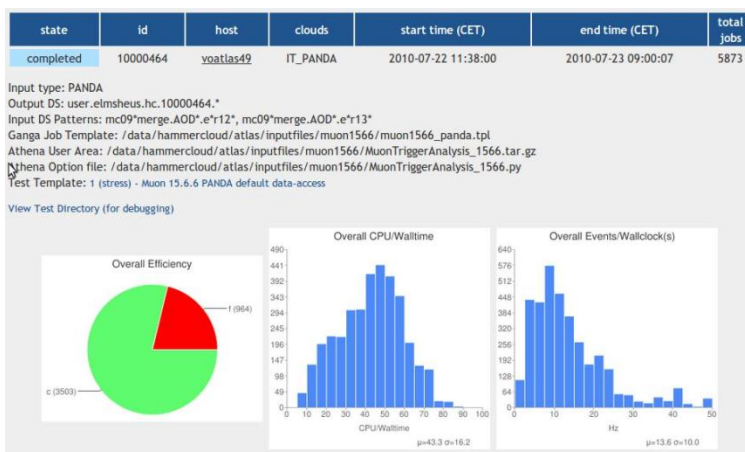 state id host clouds start time (CET) end time (CET) total jobs
completed 10000464 voatlas49 IT_PANDA 2010-07-22 11:38:00 2010-07-23 09:00:07 5873
Input type: PANDA
Output DS: user.elmsheus.hc.10000464.*
Input DS Patterns: mc09*merge.AOD*.e*r12*, mc09*merge.AOD*.e*r13*
Ganga Job Template: /data/hammercloud/atlas/inputfiles/muon1566/muon1566_panda.tpl
Athena User Area: /data/hammercloud/atlas/inputfiles/muon1566/MuonTriggerAnalysis_1566.tar.gz
Athena Option file: /data/hammercloud/atlas/inputfiles/muon1566/MuonTriggerAnalysis_1566.py
Test Template: 1 (stress) - Muon 15.6.6 PANDA default data-access
View Test Directory (for debugging)
Overall Efficiency
f (964)
c (3503)
Overall CPU/Walltime
490
441
392
343
294
245
196
147
98
49
0
0 10 20 30 40 50 60 70 80 90 100
CPU/Walltime
μ=43.3 σ=16.2
Overall Events/Wallclock(s)
640
576
512
448
384
320
256
192
128
64
0
0 10 20 30 40 50
Hz
μ=13.6 σ=10.0